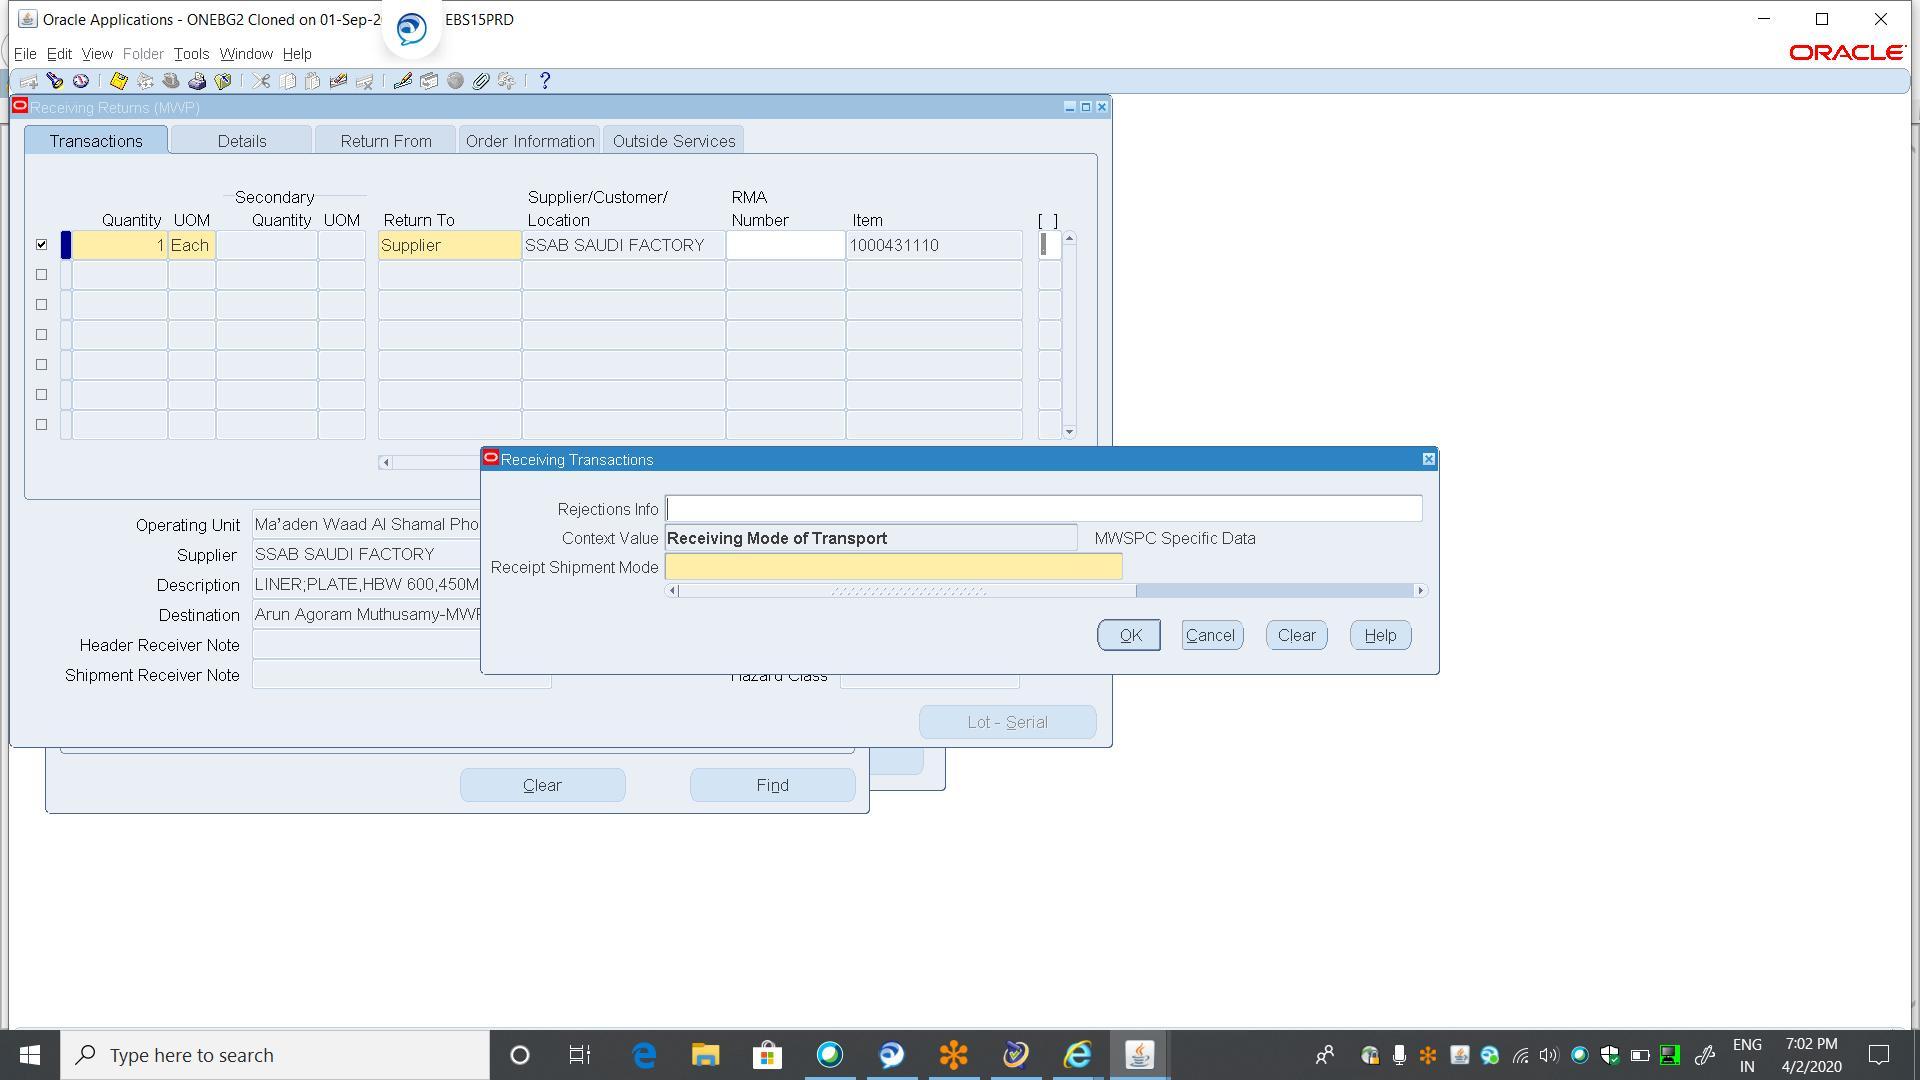 Oracle Applications - ONEBG2 Cloned on 01-Sep-2 EBS15PRD
File Edit View Folder Tools Window Help
ORACLE
Receiving Returns (MWP)
Transactions Details Return From Order Information Outside Services
Secondary Supplier/Customer/ RMA
Quantity UOM Quantity UOM Return To Location Number Item [ ]
1 Each Supplier SSAB SAUDI FACTORY 1000431110
Receiving Transactions
Rejections Info
Context Value Receiving Mode of Transport MWSPC Specific Data
Receipt Shipment Mode
OK Cancel Clear Help
Operating Unit Ma'aden Waad Al Shamal Pho
Supplier SSAB SAUDI FACTORY
Description LINER;PLATE,HBW 600,450M
Destination Arun Agoram Muthusamy-MWP
Header Receiver Note
Shipment Receiver Note Hazard Class
Lot - Serial
Clear Find
Type here to search
ENG
IN
7:02 PM
4/2/2020